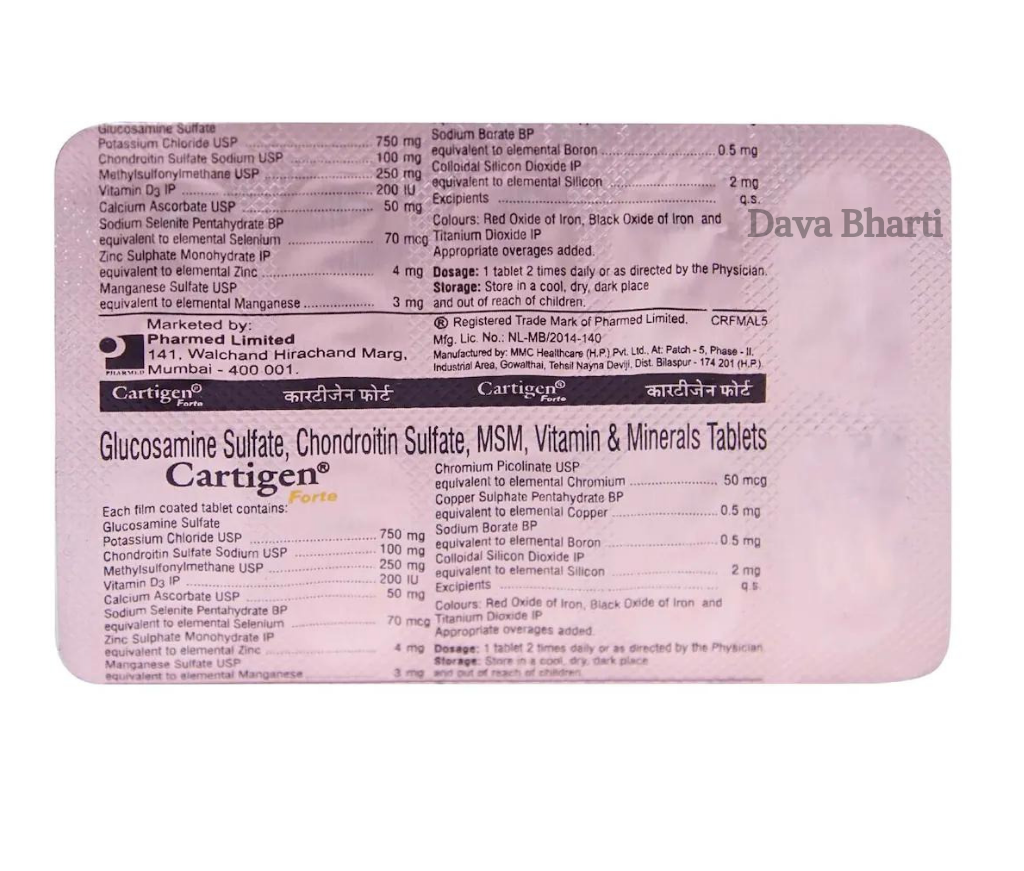 Glucosamine Sulfate
Potassium Chloride USP ........ 750 mg
Chondroitin Sulfate Sodium USP ........ 100 mg
Methylsulfonylmethane USP ........ 250 mg
Vitamin D3 IP ........ 200 IU
Calcium Ascorbate USP ........ 50 mg
Sodium Selenite Pentahydrate BP
equivalent to elemental Selenium ........ 70 mcg
Zinc Sulphate Monohydrate IP
equivalent to elemental Zinc ........ 4 mg
Manganese Sulfate USP
equivalent to elemental Manganese ........ 3 mg
Sodium Borate BP
equivalent to elemental Boron ........ 0.5 mg
Colloidal Silicon Dioxide IP
equivalent to elemental Silicon ........ 2 mg
Excipients ........ q.s.
Colours: Red Oxide of Iron, Black Oxide of Iron and
Titanium Dioxide IP
Appropriate overages added.
Dosage: 1 tablet 2 times daily or as directed by the Physician.
Storage: Store in a cool, dry, dark place
and out of reach of children.
Dava Bharti
Marketed by:
Pharmed Limited
141, Walchand Hirachand Marg,
Mumbai - 400 001.
PHARMED
® Registered Trade Mark of Pharmed Limited. CRFMAL5
Mfg. Lic. No.: NL-MB/2014-140
Manufactured by: MMC Healthcare (H.P.) Pvt. Ltd., At: Patch - 5, Phase - II,
Industrial Area, Gowalthai, Tehsil Nayna Deviji, Dist. Bilaspur - 174 201 (H.P.)
Cartigen® Forte कारटीजेन फोर्ट Cartigen® Forte कारटीजेन फोर्ट
Glucosamine Sulfate, Chondroitin Sulfate, MSM, Vitamin & Minerals Tablets
Cartigen®
Forte
Each film coated tablet contains:
Glucosamine Sulfate
Potassium Chloride USP ........ 750 mg
Chondroitin Sulfate Sodium USP ........ 100 mg
Methylsulfonylmethane USP ........ 250 mg
Vitamin D3 IP ........ 200 IU
Calcium Ascorbate USP ........ 50 mg
Sodium Selenite Pentahydrate BP
equivalent to elemental Selenium ........ 70 mcg
Zinc Sulphate Monohydrate IP
equivalent to elemental Zinc ........ 4 mg
Manganese Sulfate USP
equivalent to elemental Manganese 3 mg
Chromium Picolinate USP
equivalent to elemental Chromium ........ 50 mcg
Copper Sulphate Pentahydrate BP
equivalent to elemental Copper ........ 0.5 mg
Sodium Borate BP
equivalent to elemental Boron ........ 0.5 mg
Colloidal Silicon Dioxide IP
equivalent to elemental Silicon ........ 2 mg
Excipients ........ q.s.
Colours: Red Oxide of Iron, Black Oxide of Iron and
Titanium Dioxide IP
Appropriate overages added.
Dosage: 1 tablet 2 times daily or as directed by the Physician.
Storage: Store in a cool, dry, dark place
and out of reach of children.